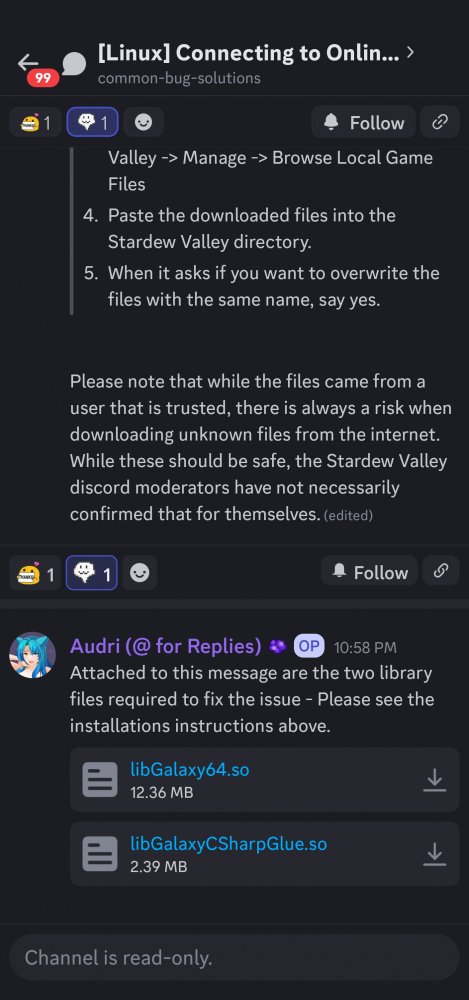 [Linux] Connecting to Onlin...
99
common-bug-solutions
1
1
Follow
Valley -> Manage -> Browse Local Game
Files
4. Paste the downloaded files into the
Stardew Valley directory.
5. When it asks if you want to overwrite the
files with the same name, say yes.
Please note that while the files came from a
user that is trusted, there is always a risk when
downloading unknown files from the internet.
While these should be safe, the Stardew Valley
discord moderators have not necessarily
confirmed that for themselves. (edited)
1
1
Follow
Audri (@ for Replies) OP 10:58 PM
Attached to this message are the two library
files required to fix the issue - Please see the
installations instructions above.
libGalaxy64.so
12.36 MB
libGalaxyCSharpGlue.so
2.39 MB
Channel is read-only.